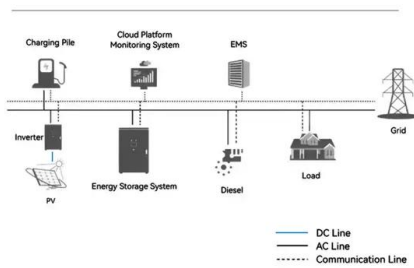 Charging Pile
Cloud Platform
Monitoring System
EMS
Grid
Inverter
PV
Energy Storage System
Diesel
Load
DC Line
AC Line
Communication Line